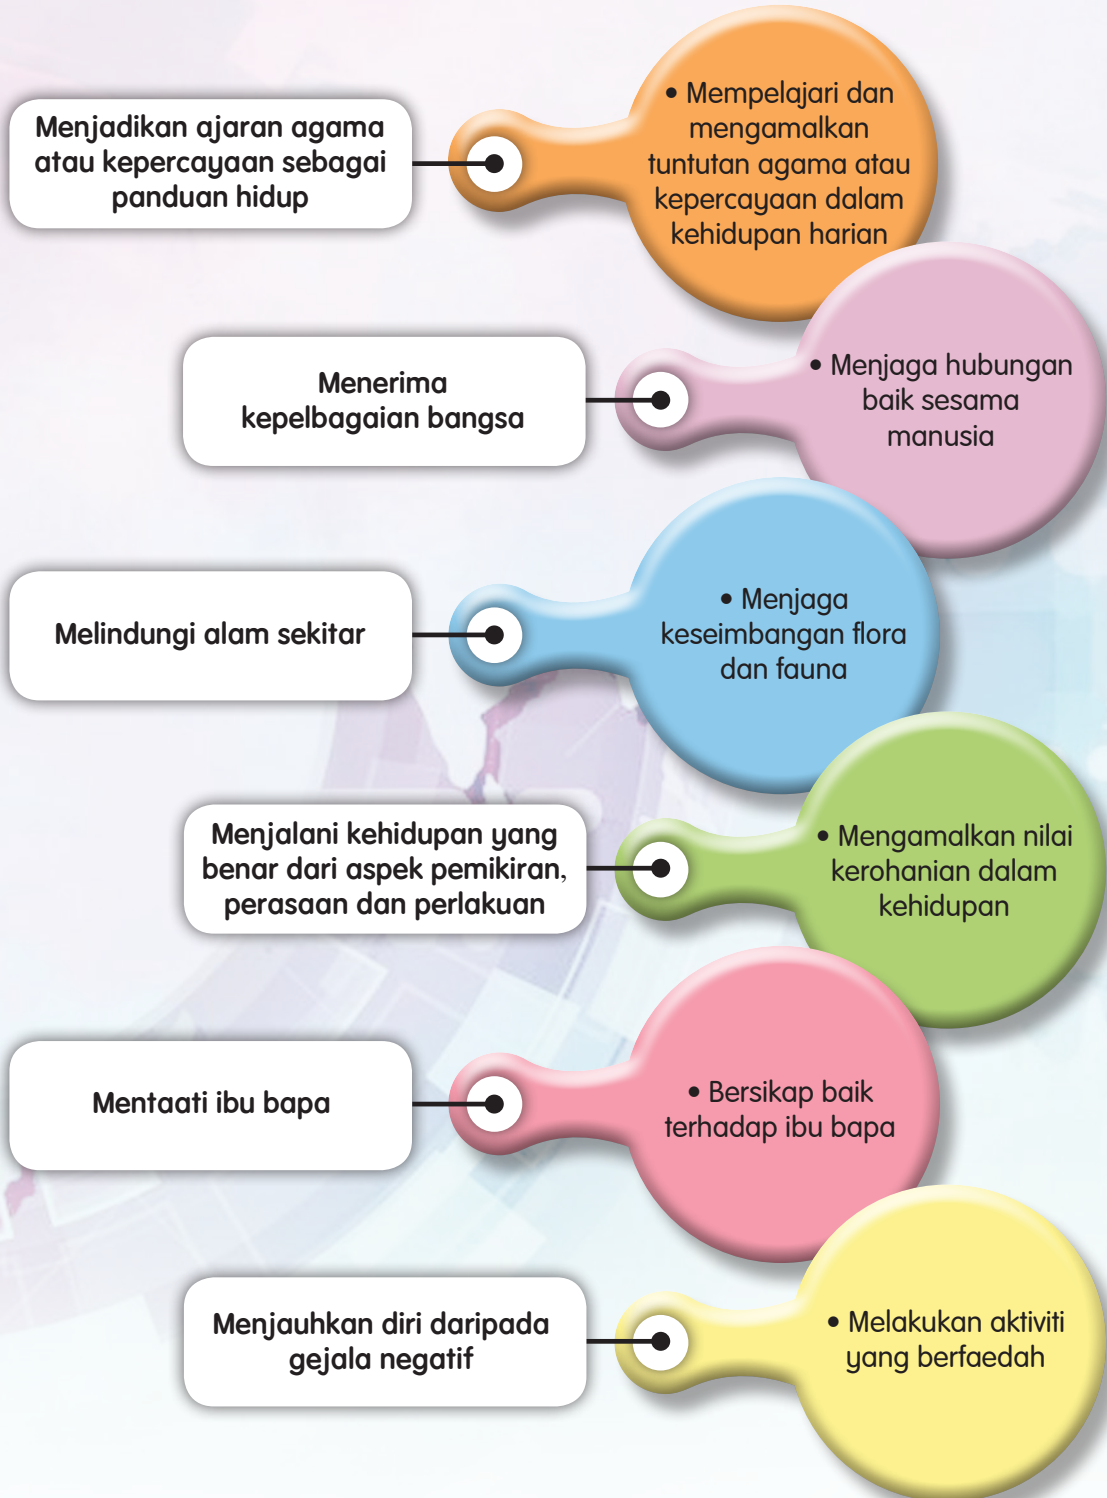 Menjadikan ajaran agama
atau kepercayaan sebagai
panduan hidup
• Mempelajari dan
mengamalkan
tuntutan agama atau
kepercayaan dalam
kehidupan harian
Menerima
kepelbagaian bangsa
• Menjaga hubungan
baik sesama
manusia
Melindungi alam sekitar
• Menjaga
keseimbangan flora
dan fauna
Menjalani kehidupan yang
benar dari aspek pemikiran,
perasaan dan perlakuan
• Mengamalkan nilai
kerohanian dalam
kehidupan
Mentaati ibu bapa
• Bersikap baik
terhadap ibu bapa
Menjauhkan diri daripada
gejala negatif
• Melakukan aktiviti
yang berfaedah